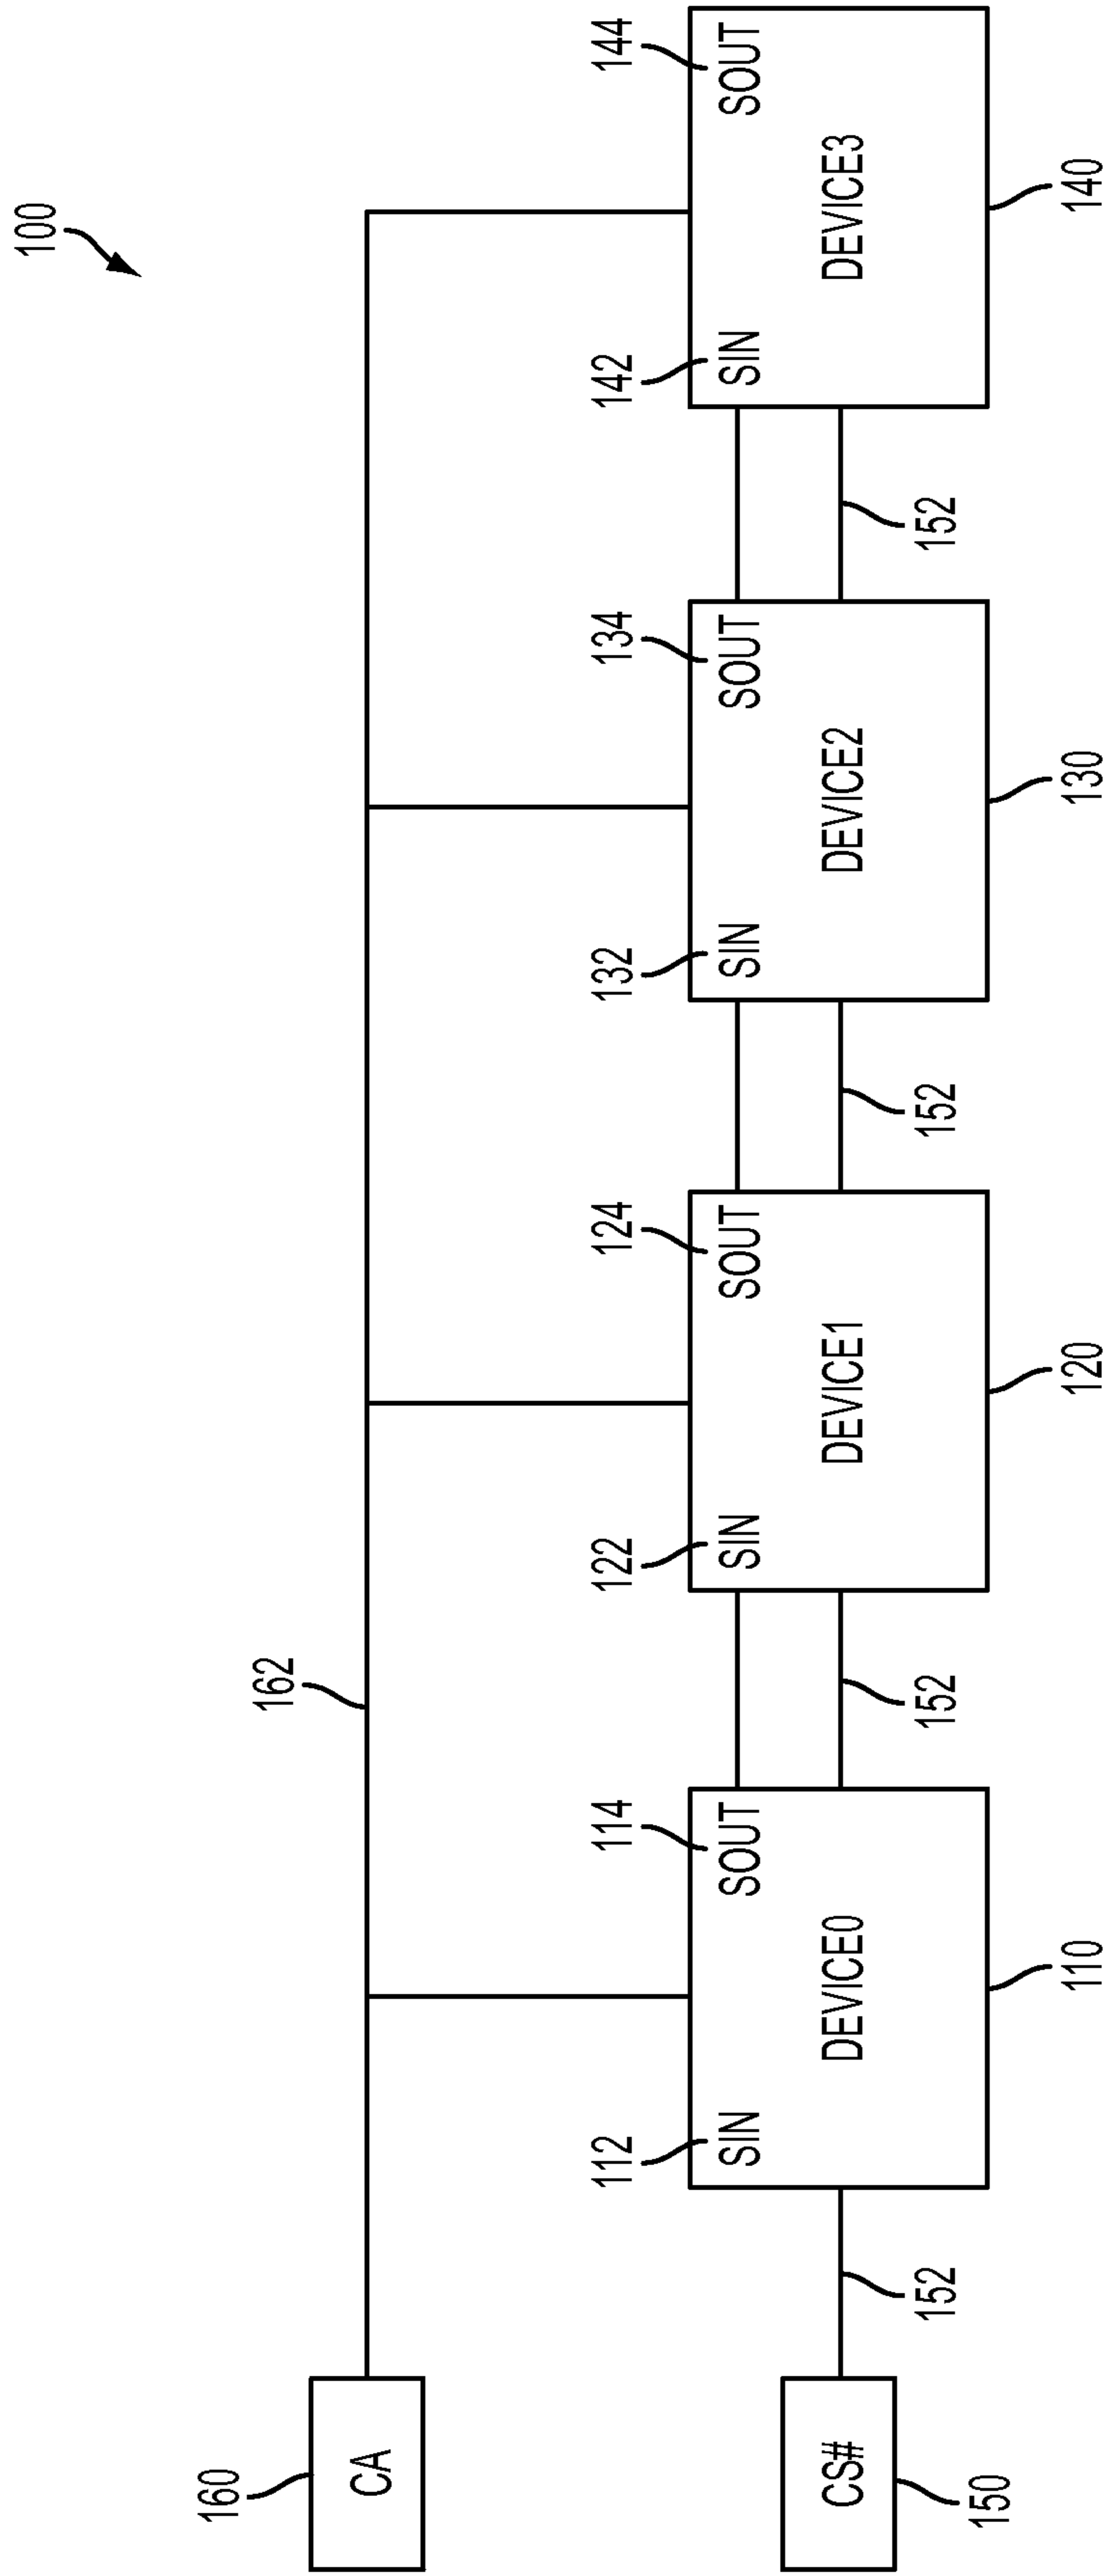 100
162
160
CA
112
SIN
114
SOUT
DEVICE0
110
122
SIN
124
SOUT
DEVICE1
120
132
SIN
134
SOUT
DEVICE2
130
142
SIN
144
SOUT
DEVICE3
140
CS#
150
152
152
152
152